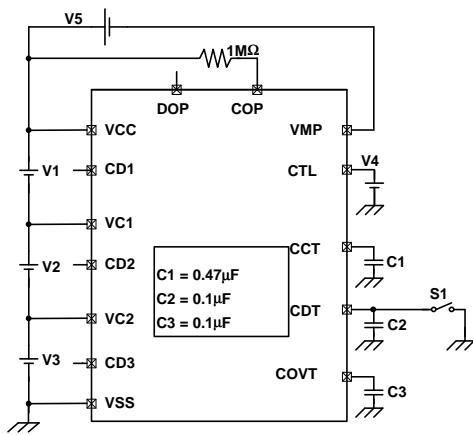 V5
1MΩ
DOP
COP
VCC
VMP
V1
CD1
CTL
V4
VC1
V2
CD2
CCT
C1
C1 = 0.47µF
C2 = 0.1µF
C3 = 0.1µF
CDT
S1
C2
VC2
V3
CD3
COVT
C3
VSS